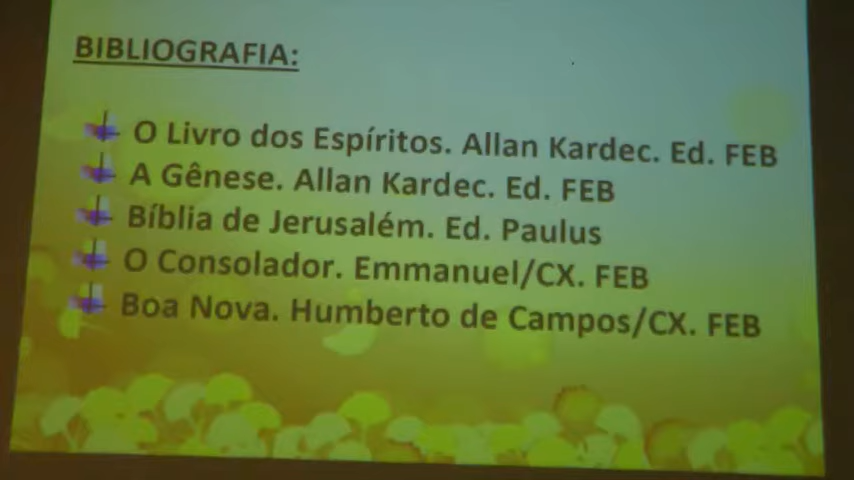 BIBLIOGRAFIA:
O Livro dos Espíritos. Allan Kardec. Ed. FEB
A Gênese. Allan Kardec. Ed. FEB
Bíblia de Jerusalém. Ed. Paulus
O Consolador. Emmanuel/CX. FEB
Boa Nova. Humberto de Campos/CX. FEB